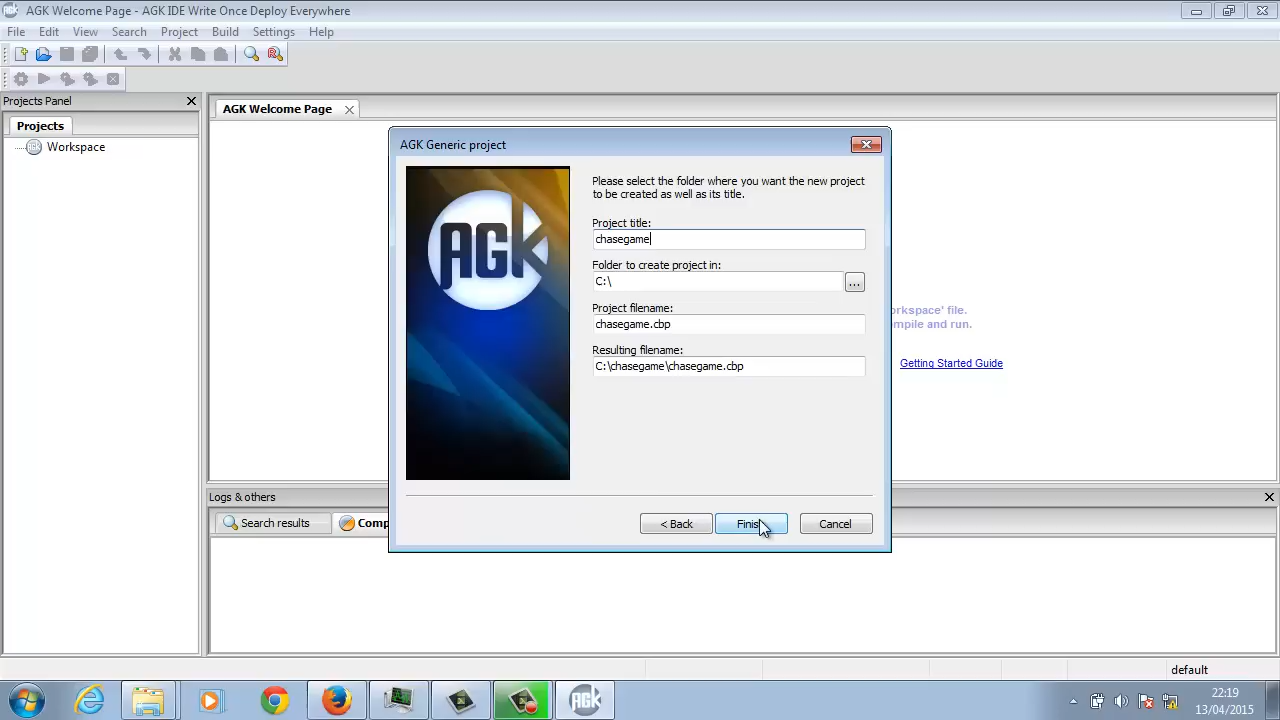 AGK Welcome Page - AGK IDE Write Once Deploy Everywhere
File Edit View Search Project Build Settings Help
Projects Panel
Projects
AGK Workspace
AGK Welcome Page
AGK Generic project
AGK
Please select the folder where you want the new project
to be created as well as its title.
Project title:
chasegame
Folder to create project in:
C:\
...
Project filename:
chasegame.cbp
Resulting filename:
C:\chasegame\chasegame.cbp
< Back
Cancel
rkspace' file.
mpile and run.
Getting Started Guide
Logs & others
Search results
Comp
default
AGK
22:19
13/04/2015